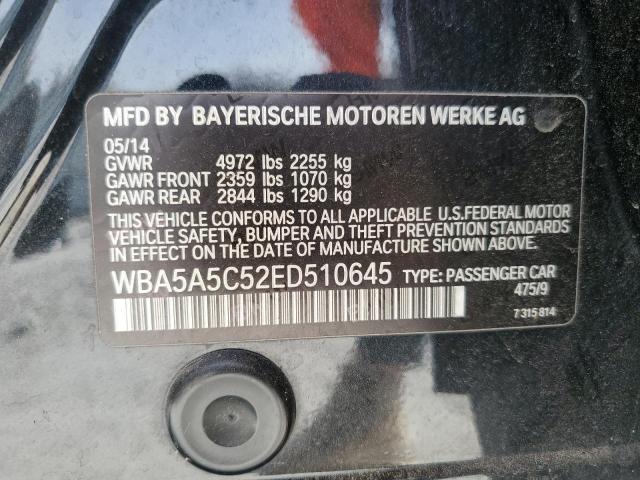 MFD BY BAYERISCHE MOTOREN WERKE AG
05/14
GVWR 4972 lbs 2255 kg
GAWR FRONT 2359 lbs 1070 kg
GAWR REAR 2844 lbs 1290 kg
THIS VEHICLE CONFORMS TO ALL APPLICABLE U.S.FEDERAL MOTOR
VEHICLE SAFETY, BUMPER AND THEFT PREVENTION STANDARDS
IN EFFECT ON THE DATE OF MANUFACTURE SHOWN ABOVE.
WBA5A5C52ED510645 TYPE: PASSENGER CAR
475/9
7 315 814